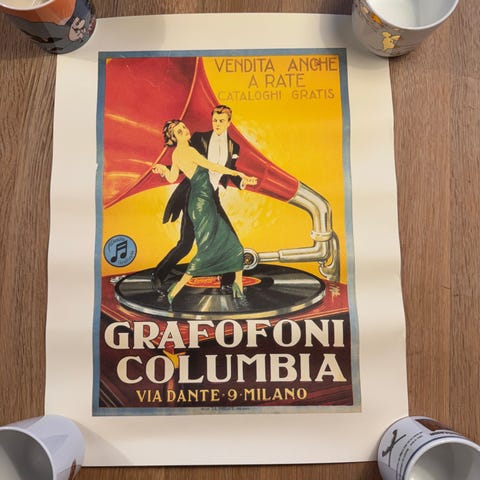 VENDITA ANCHE
A RATE
CATALOGHI GRATIS
GRAFOFONI
COLUMBIA
VIA DANTE·9·MILANO